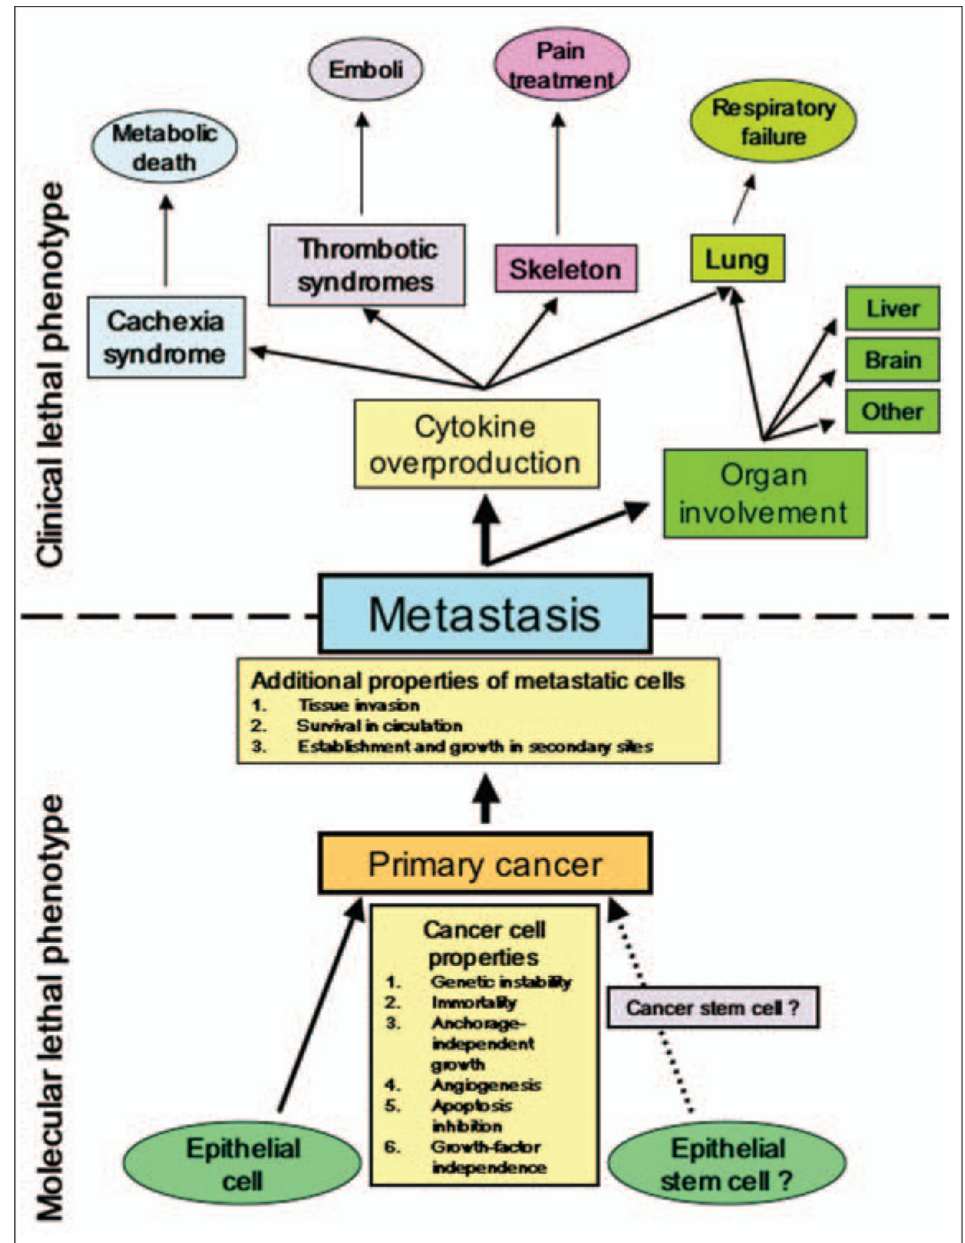 Clinical lethal phenotype
Emboli
Pain
treatment
Metabolic
death
Respiratory
failure
Thrombotic
syndromes
Skeleton
Lung
Cachexia
syndrome
Liver
Brain
Other
Cytokine
overproduction
Organ
involvement
Metastasis
Molecular lethal phenotype
Additional properties of metastatic cells
1. Tissue invasion
2. Survival in circulation
3. Establishment and growth in secondary sites
Primary cancer
Cancer cell
properties
1. Genetic instability
2. Immortality
3. Anchorage-
independent
growth
4. Angiogenesis
5. Apoptosis
inhibition
6. Growth-factor
independence
Cancer stem cell ?
Epithelial
cell
Epithelial
stem cell ?